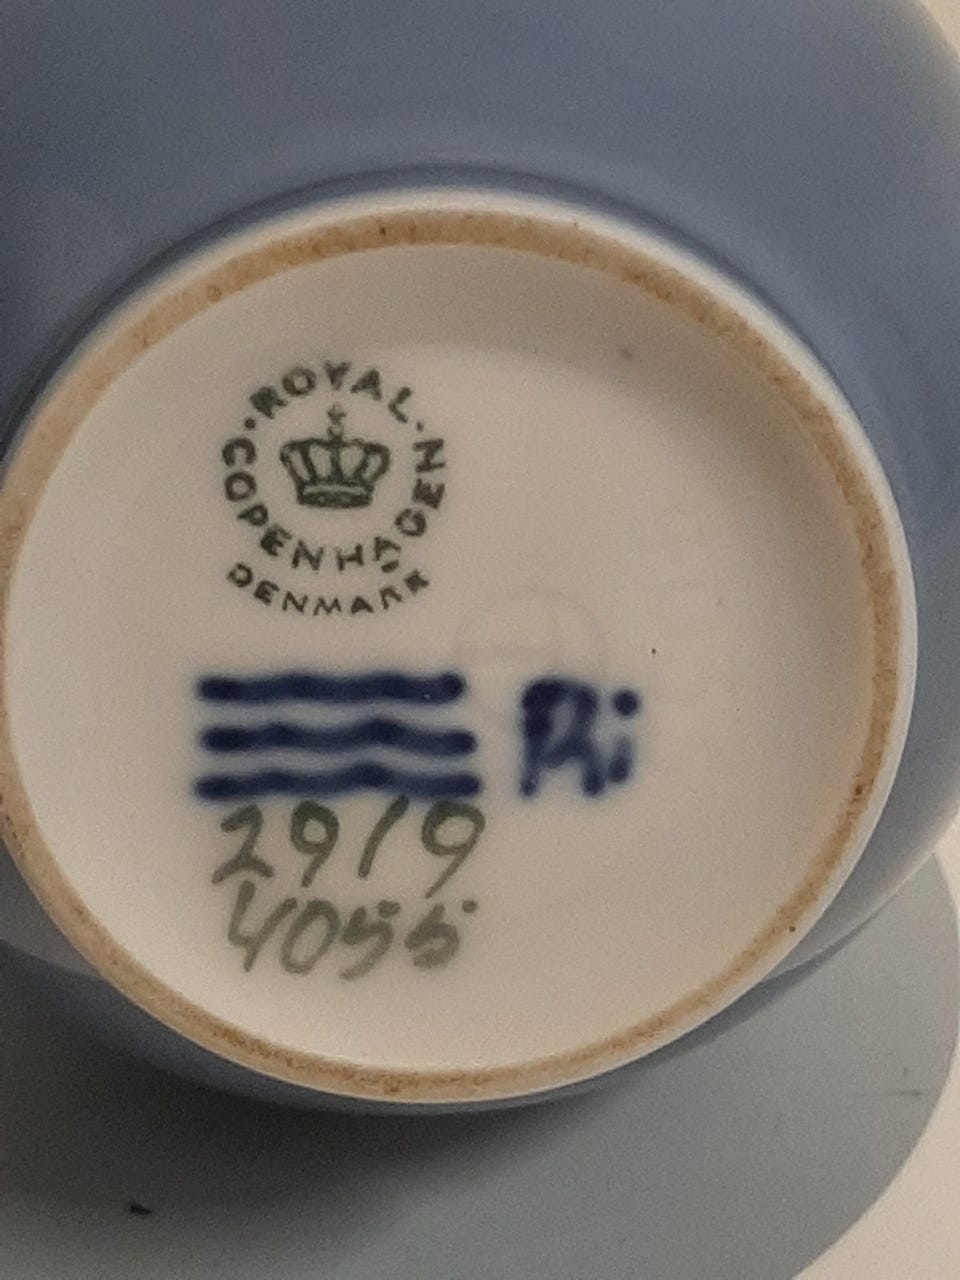 ROYAL
COPENHAGEN
DENMARK
Ri
2919
4055